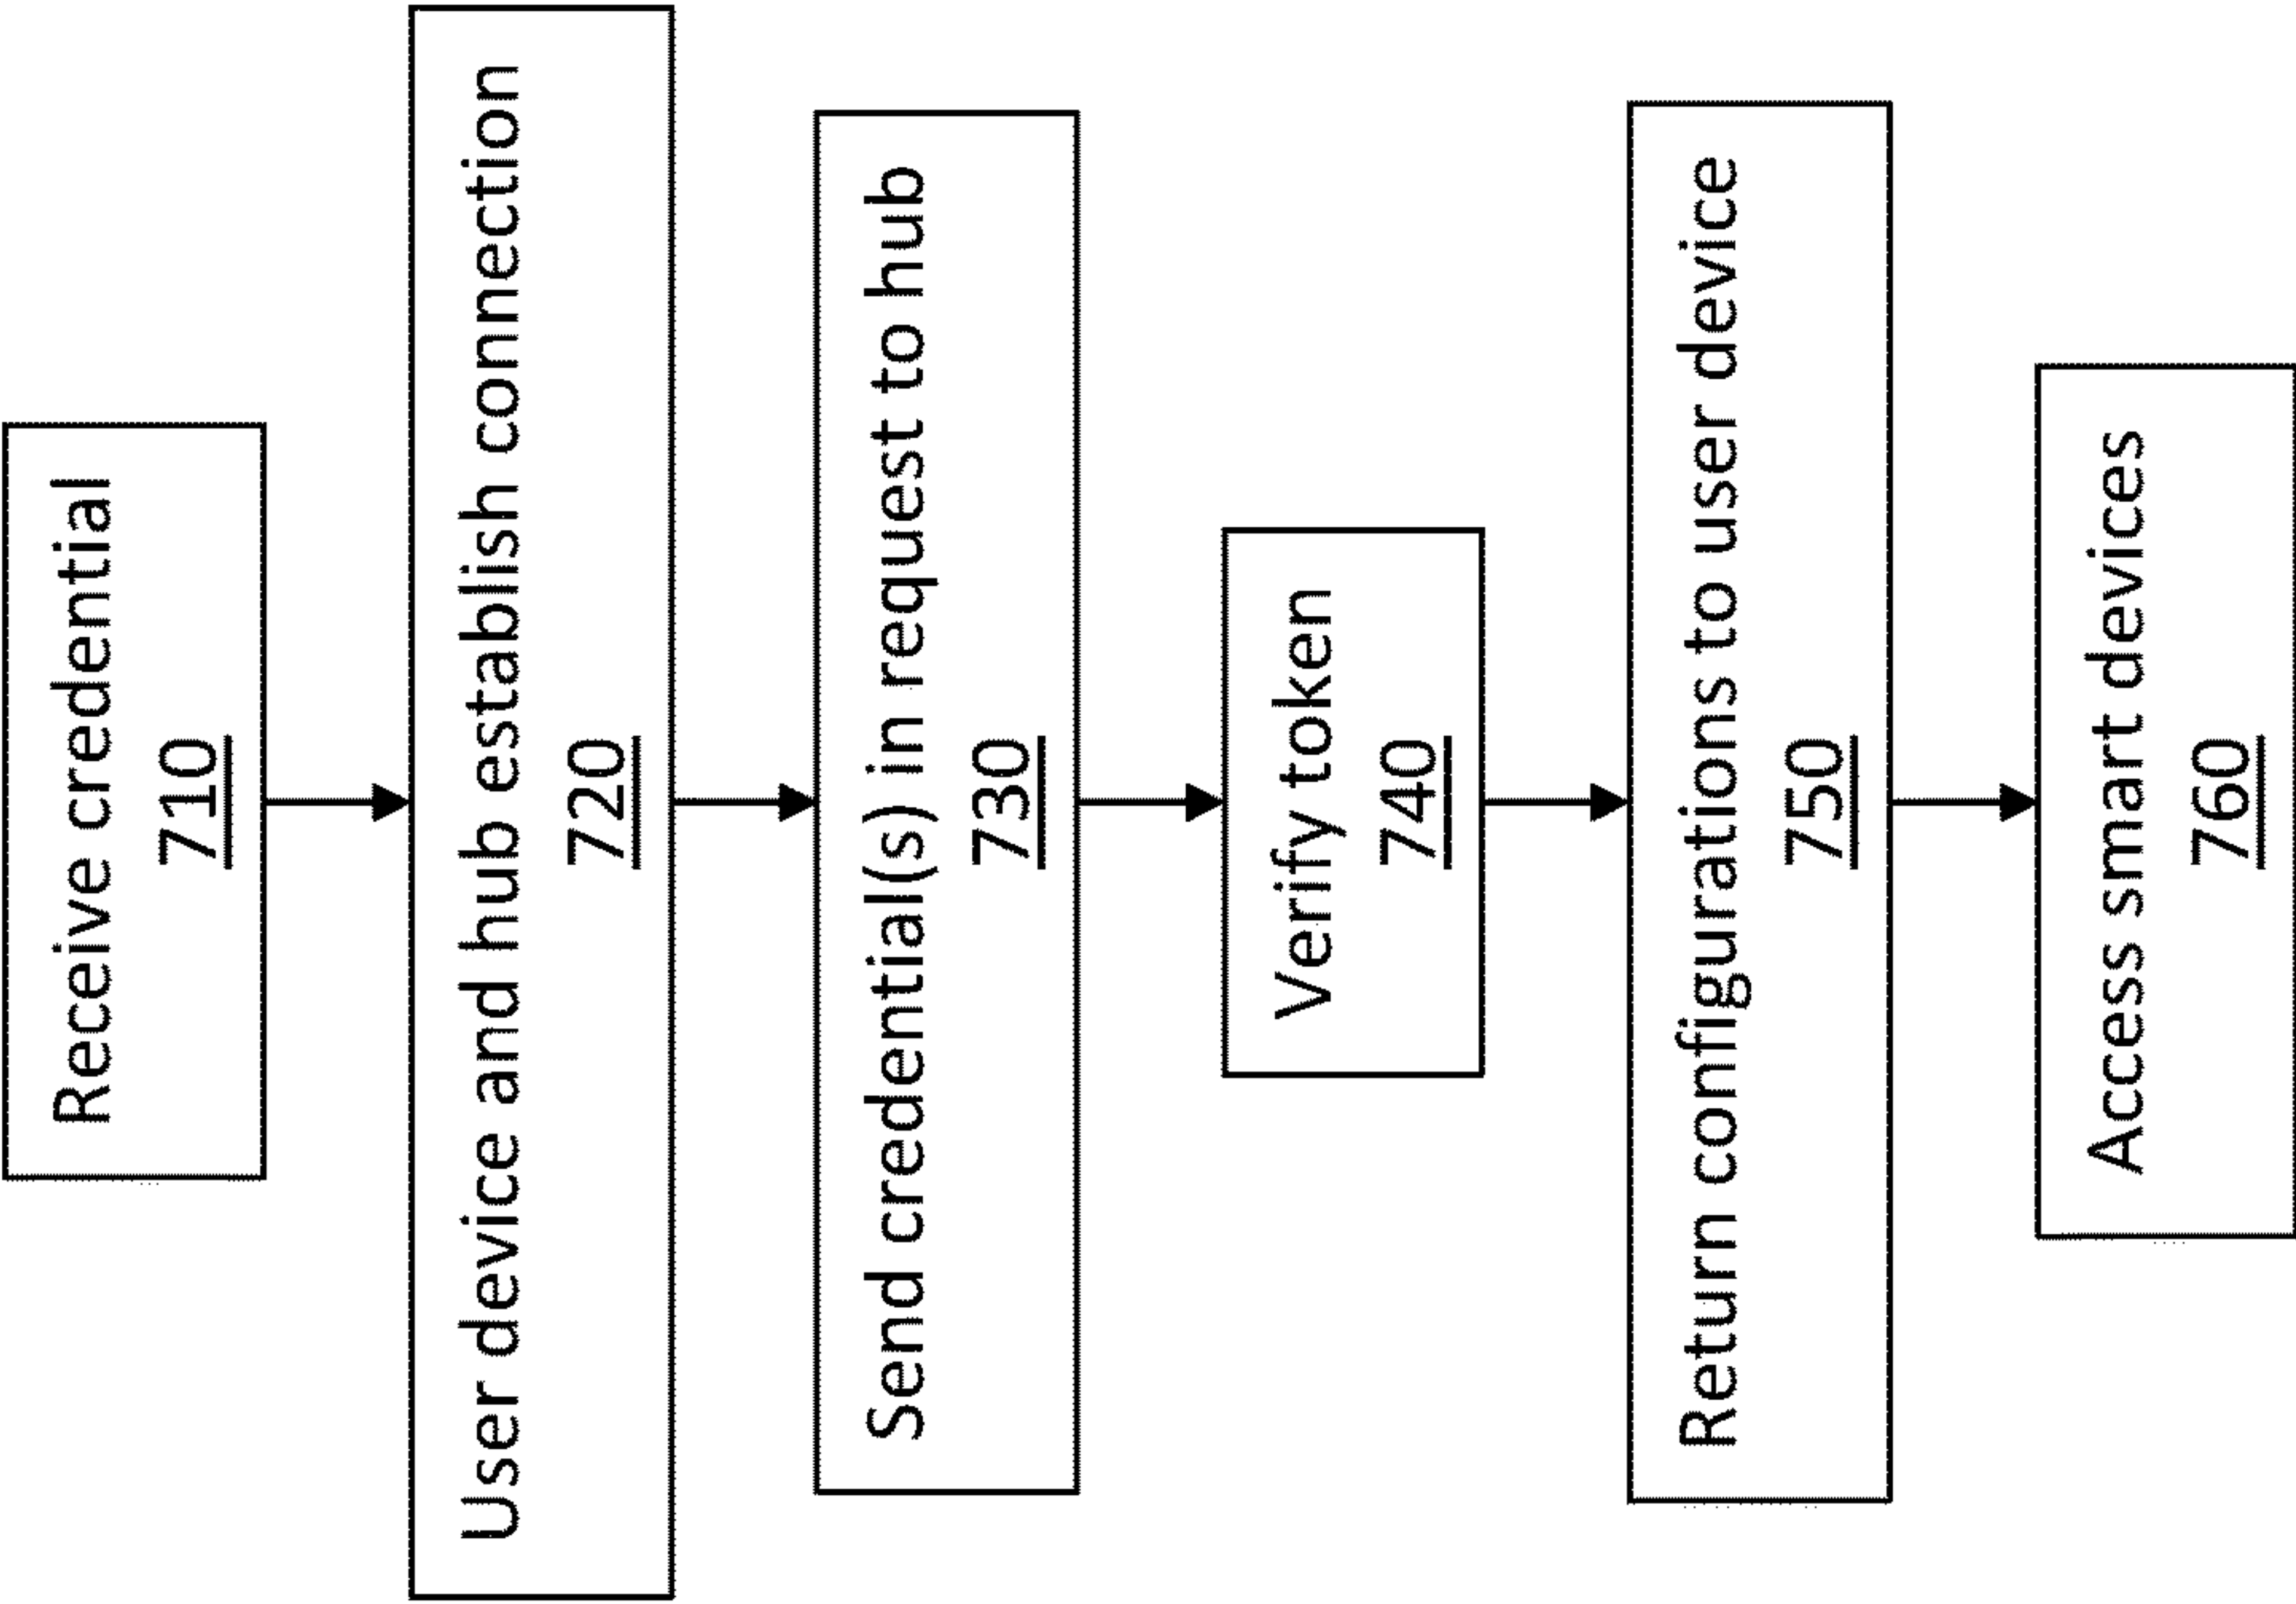 Receive credential
710
User device and hub establish connection
720
Send credential(s) in request to hub
730
Verify token
740
Return configurations to user device
750
Access smart devices
760